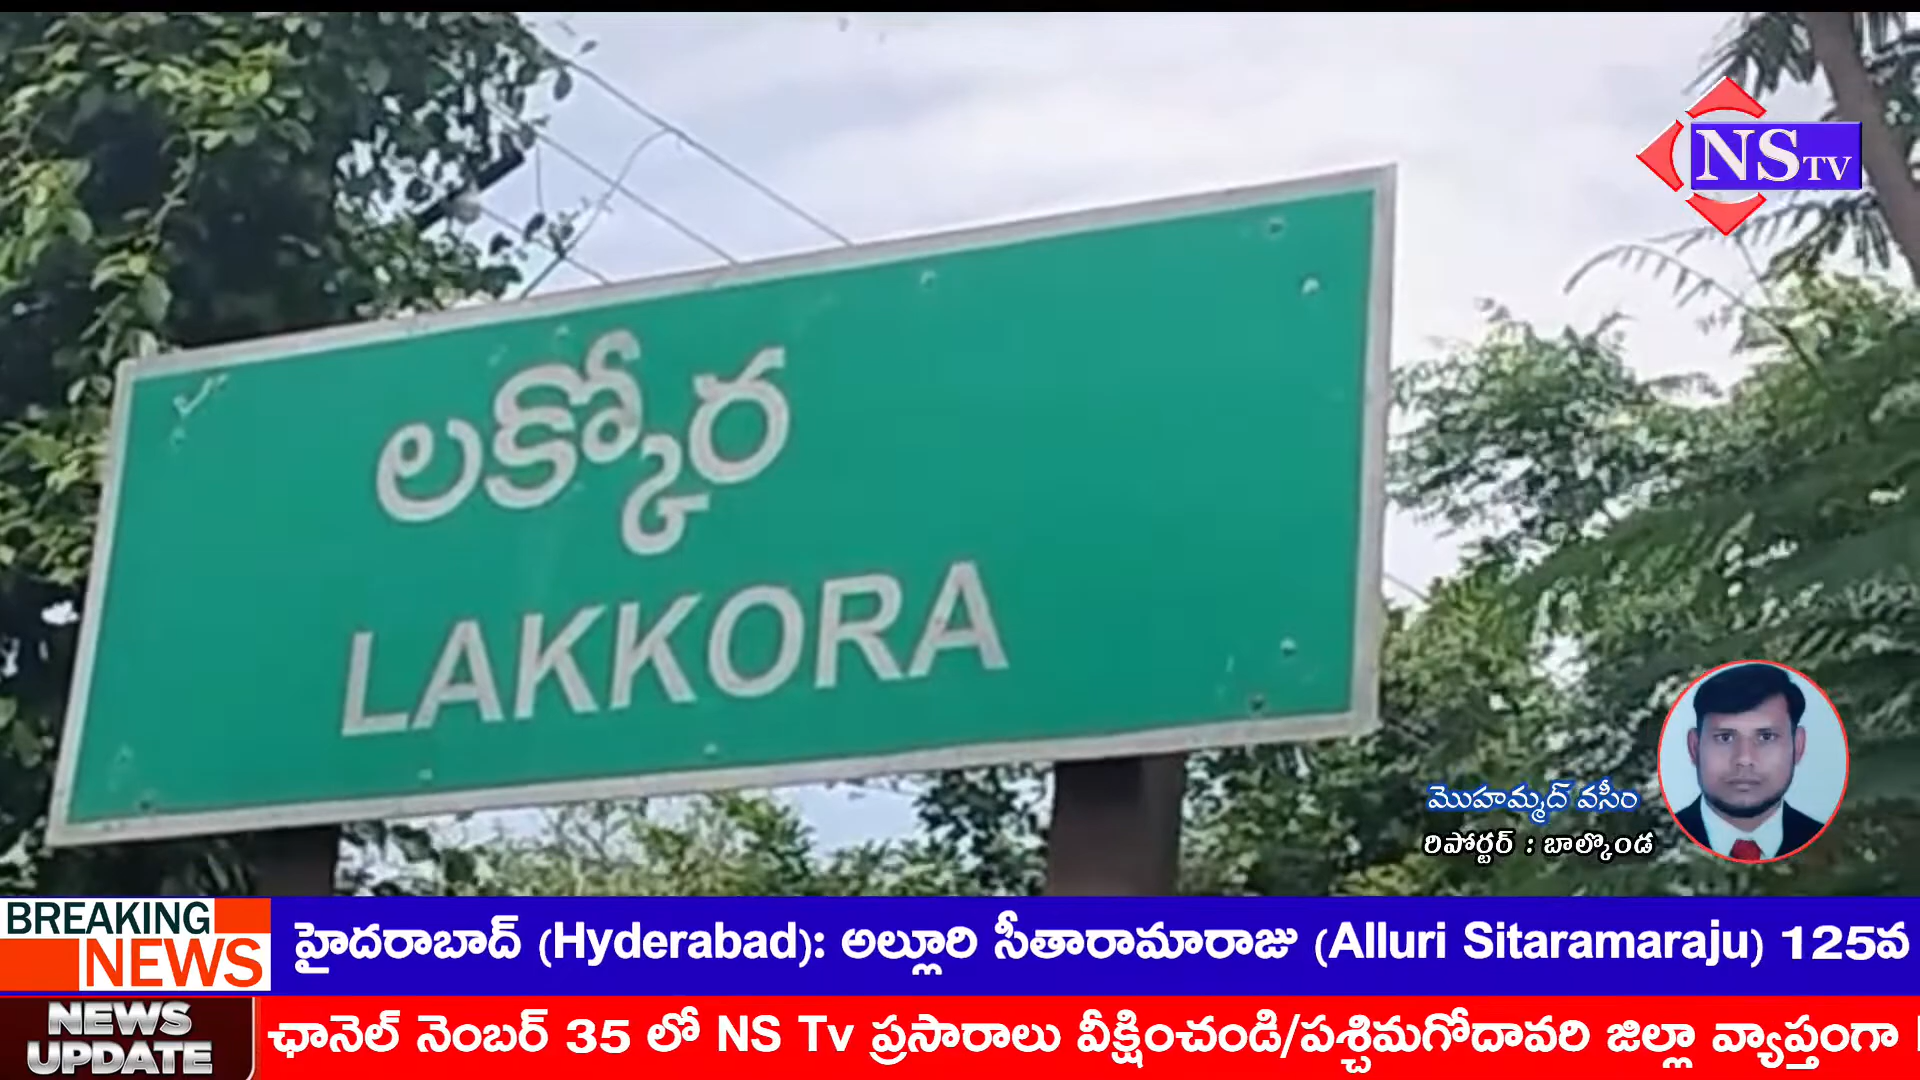 NS TV
లక్కోర
LAKKORA
మొహమ్మద్ వసీం
రిపోర్టర్ : బాల్కొండ
BREAKING NEWS
హైదరాబాద్ (Hyderabad): అల్లూరి సీతారామారాజు (Alluri Sitaramaraju) 125వ
NEWS UPDATE
ఛానెల్ నెంబర్ 35 లో NS Tv ప్రసారాలు వీక్షించండి/పశ్చిమగోదావరి జిల్లా వ్యాప్తంగా